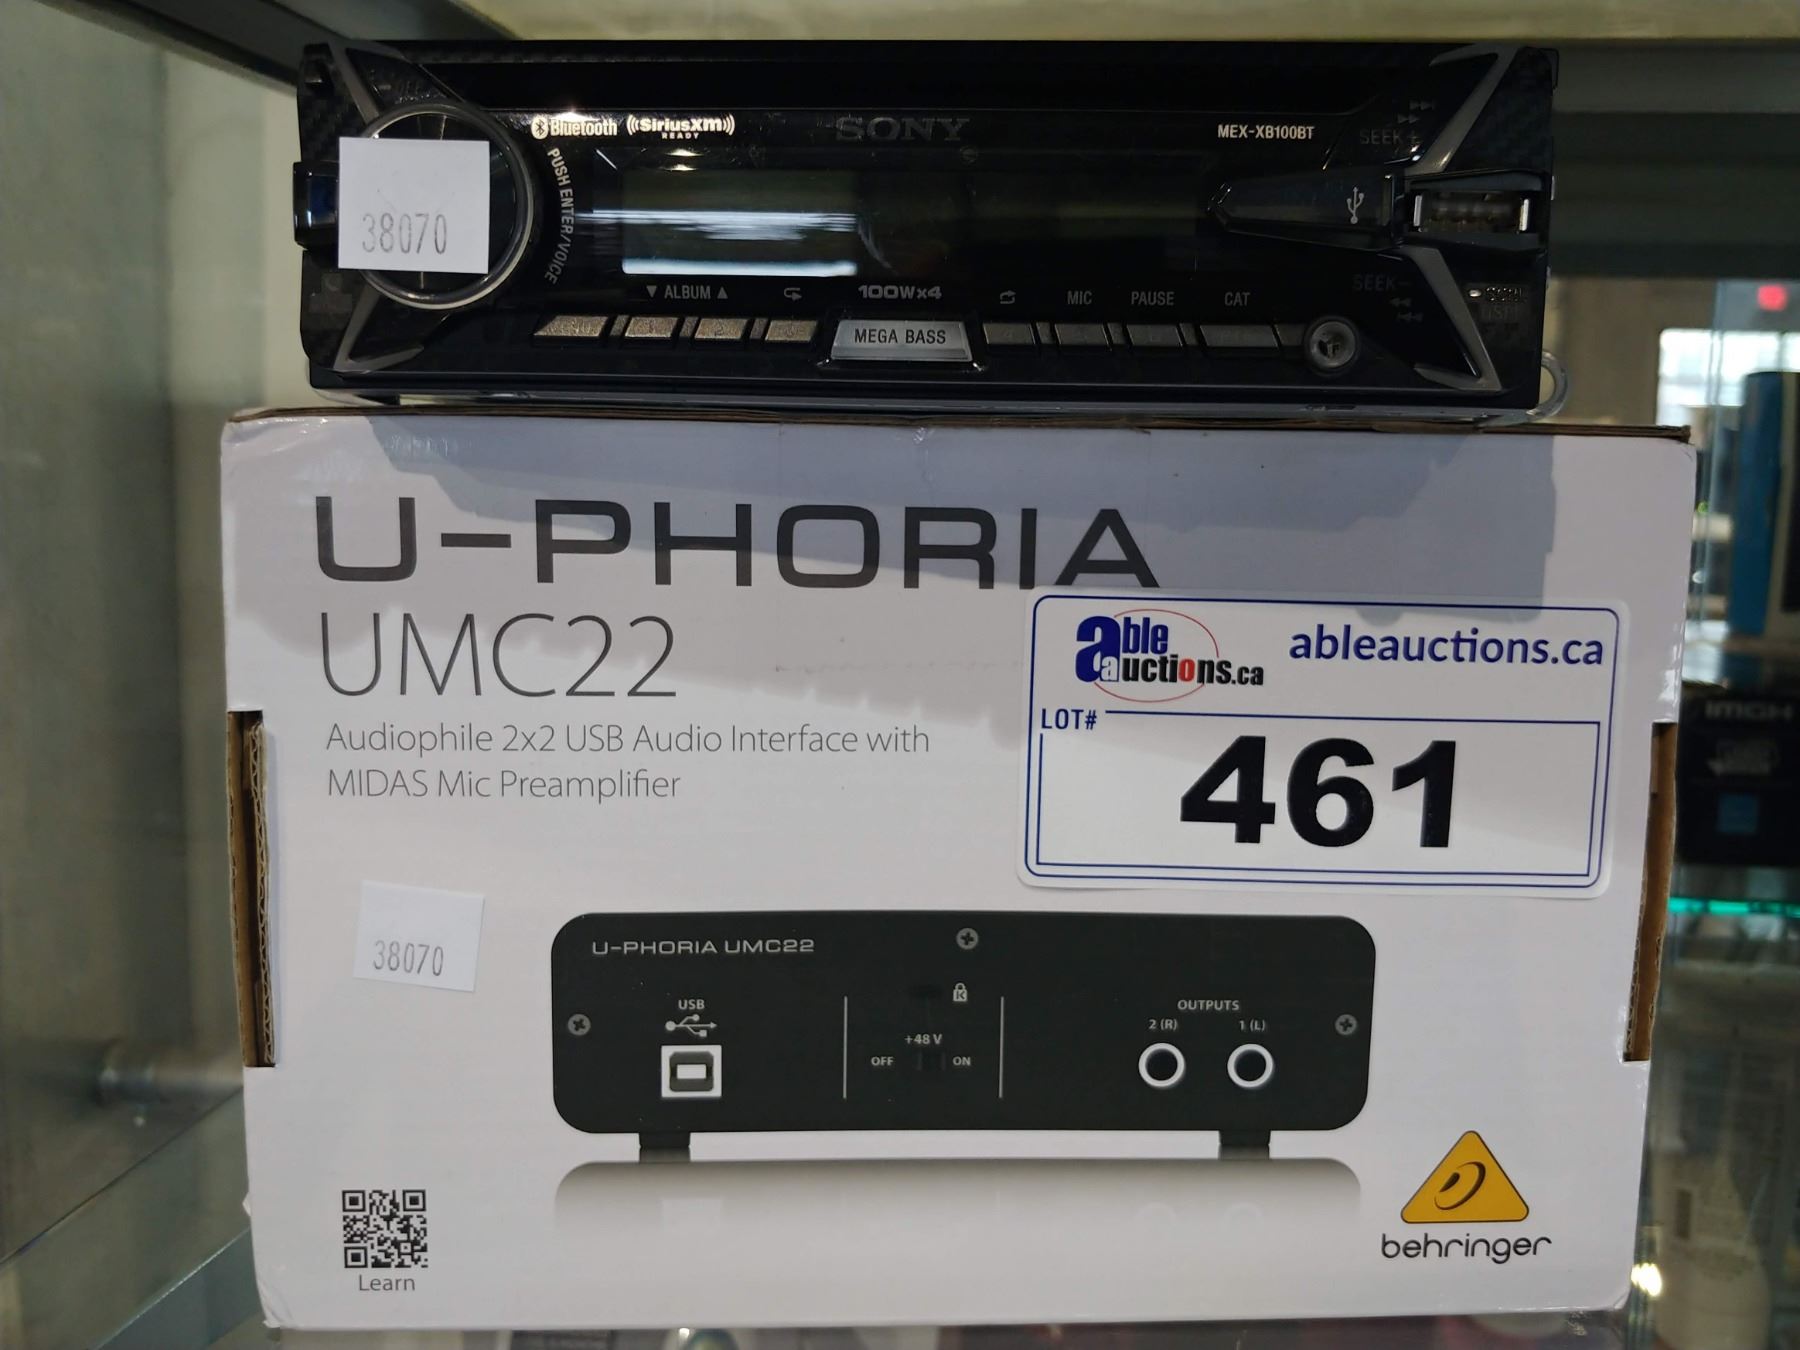 OFF
Bluetooth
((SiriusXM))
READY
SONY
MEX-XB100BT
SEEK+
PUSH ENTER/VOICE
38070
▼ ALBUM ▲
100Wx4
MIC
PAUSE
CAT
SEEK-
MEGA BASS
U-PHORIA
UMC22
Audiophile 2x2 USB Audio Interface with
MIDAS Mic Preamplifier
able auctions.ca
ableauctions.ca
LOT#
461
38070
U-PHORIA UMC22
USB
K
+48 V
OFF
ON
OUTPUTS
2 (R)
1 (L)
behringer
Learn